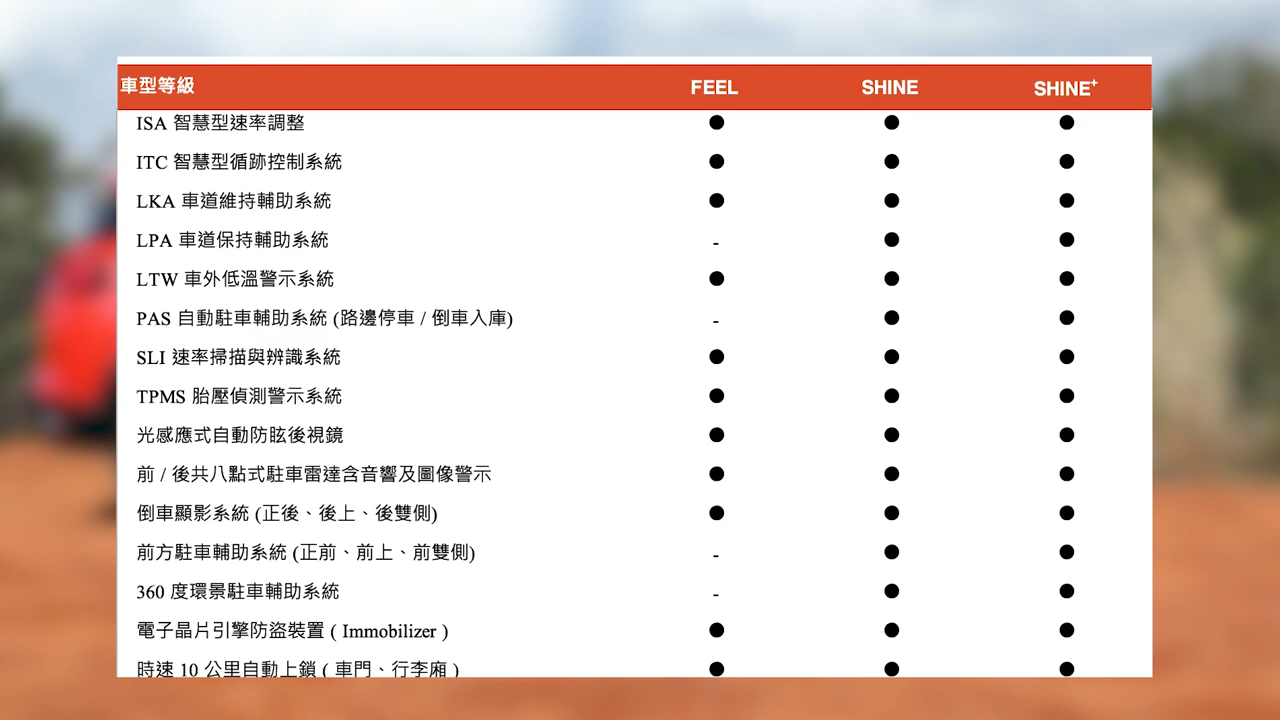 車型等級 FEEL SHINE SHINE+
ISA 智慧型速率調整 ● ● ●
ITC 智慧型循跡控制系統 ● ● ●
LKA 車道維持輔助系統 ● ● ●
LPA 車道保持輔助系統 - ● ●
LTW 車外低溫警示系統 ● ● ●
PAS 自動駐車輔助系統 (路邊停車 / 倒車入庫) - ● ●
SLI 速率掃描與辨識系統 ● ● ●
TPMS 胎壓偵測警示系統 ● ● ●
光感應式自動防眩後視鏡 ● ● ●
前 / 後共八點式駐車雷達含音響及圖像警示 ● ● ●
倒車顯影系統 (正後、後上、後雙側) ● ● ●
前方駐車輔助系統 (正前、前上、前雙側) - ● ●
360 度環景駐車輔助系統 - ● ●
電子晶片引擎防盜裝置 ( Immobilizer ) ● ● ●
時速 10 公里自動上鎖 ( 車門、行李廂 ) ● ● ●